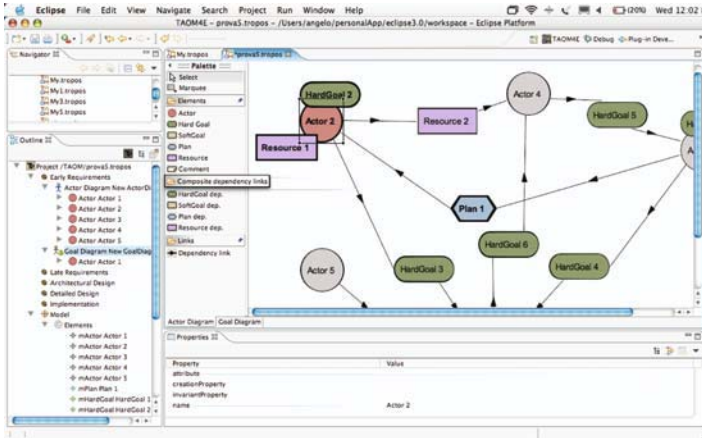 Eclipse File Edit View Navigate Search Project Run Window Help (120%) Wed 12:02
TAOM4E - prova5.tropos - /Users/angelo/personalApp/eclipse3.0/workspace - Eclipse Platform
TAOM4E Debug Plug-in Deve...
Navigator
My.tropos
My1.tropos
My3.tropos
My5.tropos
Outline
Project /TAOM/prova5.tropos
Early Requirements
Actor Diagram New ActorDi
Actor Actor 1
Actor Actor 2
Actor Actor 3
Actor Actor 4
Actor Actor 5
Goal Diagram New GoalDiag
Actor Actor 1
Late Requirements
Architectural Design
Detailed Design
Implementation
Model
Elements
mActor Actor 1
mActor Actor 2
mActor Actor 3
mActor Actor 4
mActor Actor 5
mPlan Plan 1
mHardGoal HardGoal 1
mHardGoal HardGoal 2
My.tropos
*prova5.tropos
Palette
Select
Marquee
Elements
Actor
Hard Goal
SoftGoal
Plan
Resource
Comment
Composite dependency links
HardGoal dep.
SoftGoal dep.
Plan dep.
Resource dep.
Links
Dependency link
HardGoal 2
Actor 2
Resource 1
Resource 2
Actor 4
HardGoal 5
Plan 1
HardGoal 6
Actor 5
HardGoal 3
HardGoal 4
Actor Diagram Goal Diagram
Properties
Property Value
attribute
creationProperty
invariantProperty
name Actor 2